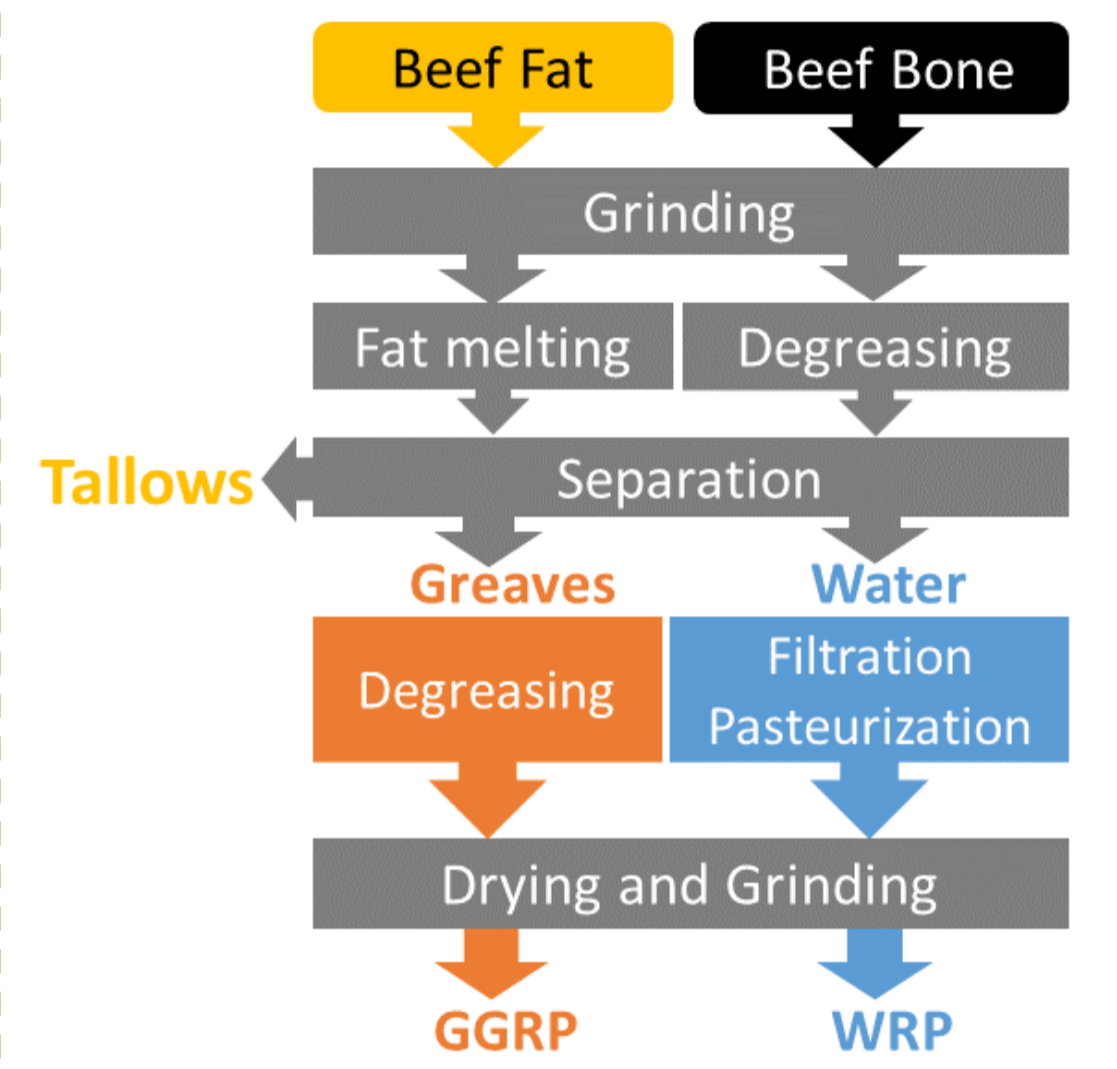 Beef Fat
Beef Bone
Grinding
Fat melting
Degreasing
Tallows
Separation
Greaves
Water
Degreasing
Filtration
Pasteurization
Drying and Grinding
GGRP
WRP